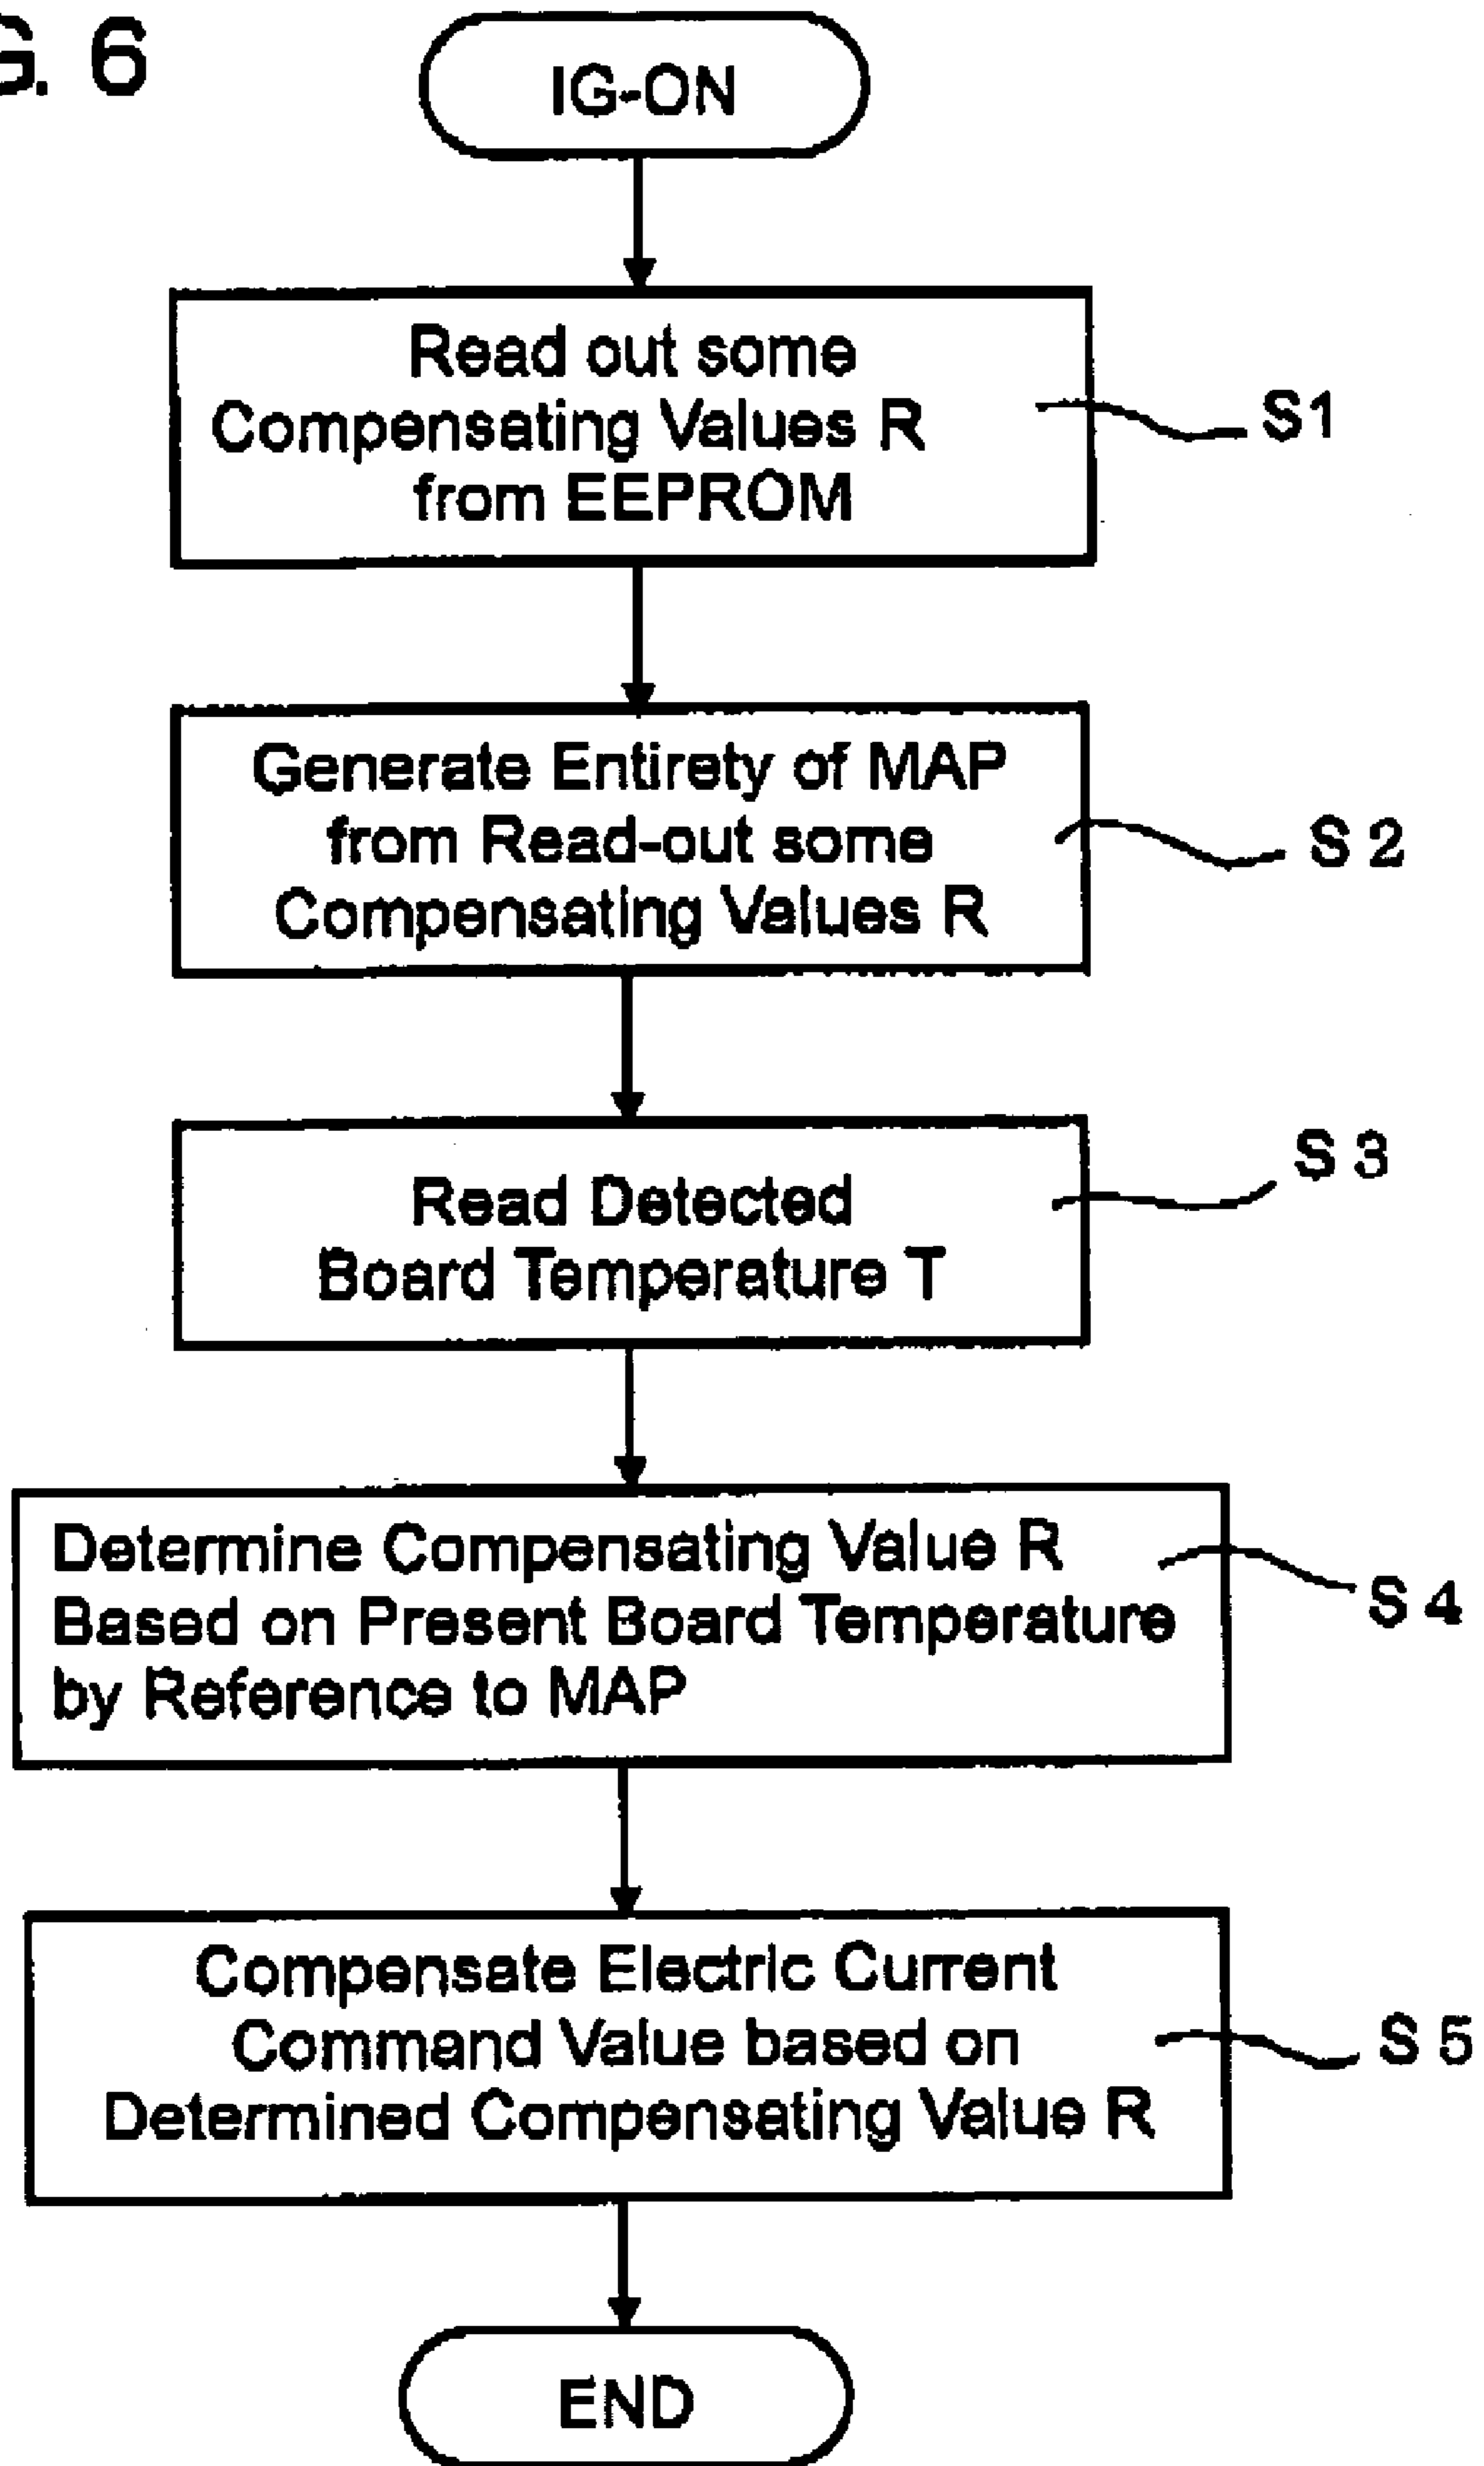 G. 6
IG-ON
Read out some
Compensating Values R
from EEPROM
S1
Generate Entirety of MAP
from Read-out some
Compensating Values R
S 2
Read Detected
Board Temperature T
S 3
Determine Compensating Value R
Based on Present Board Temperature
by Reference to MAP
S 4
Compensate Electric Current
Command Value based on
Determined Compensating Value R
S 5
END